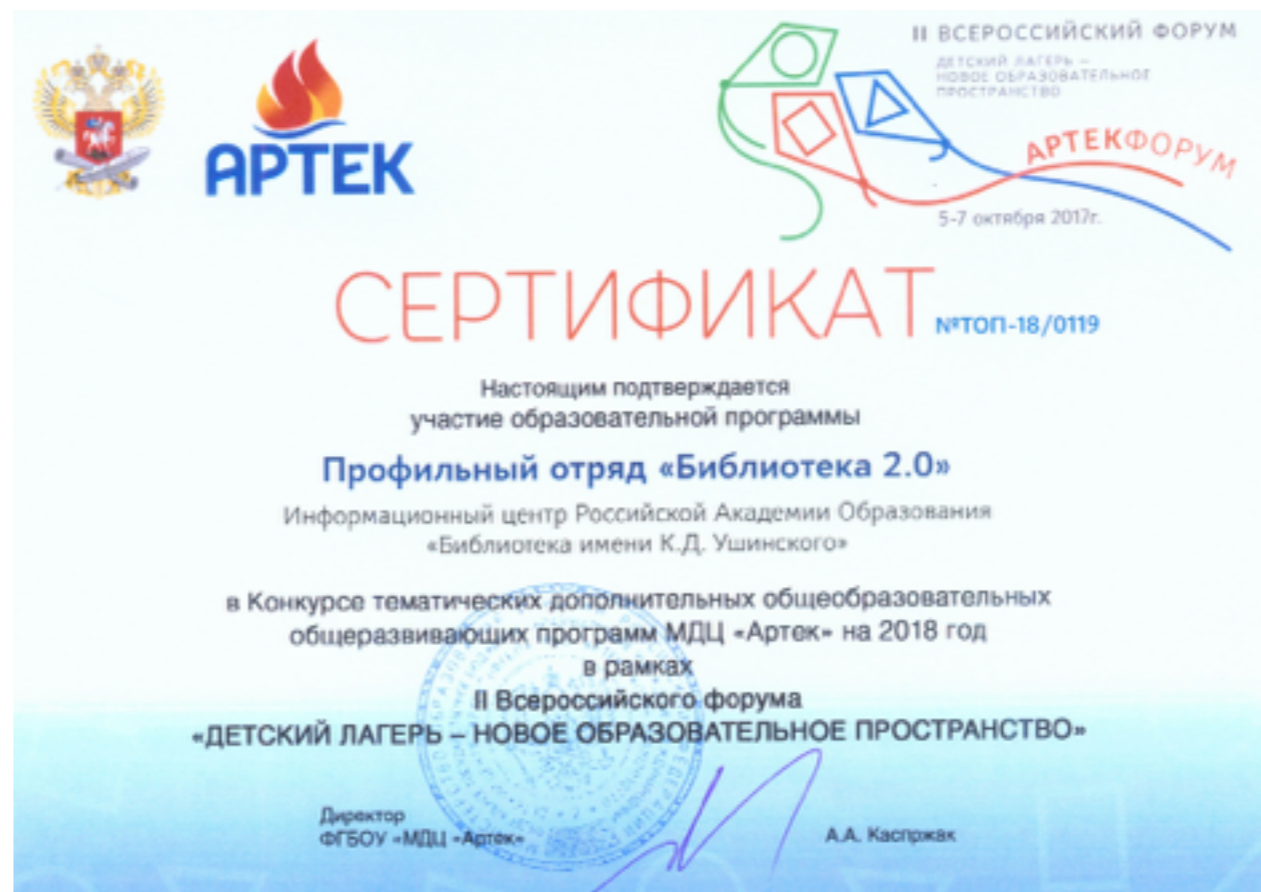 АРТЕК
II ВСЕРОССИЙСКИЙ ФОРУМ
ДЕТСКИЙ ЛАГЕРЬ –
НОВОЕ ОБРАЗОВАТЕЛЬНОЕ
ПРОСТРАНСТВО
АРТЕКФОРУМ
5-7 октября 2017г.
СЕРТИФИКАТ №ТОП-18/0119
Настоящим подтверждается
участие образовательной программы
Профильный отряд «Библиотека 2.0»
Информационный центр Российской Академии Образования
«Библиотека имени К.Д. Ушинского»
в Конкурсе тематических дополнительных общеобразовательных
общеразвивающих программ МДЦ «Артек» на 2018 год
в рамках
II Всероссийского форума
«ДЕТСКИЙ ЛАГЕРЬ – НОВОЕ ОБРАЗОВАТЕЛЬНОЕ ПРОСТРАНСТВО»
Директор
ФГБОУ «МДЦ «Артек»
А.А. Каспржак